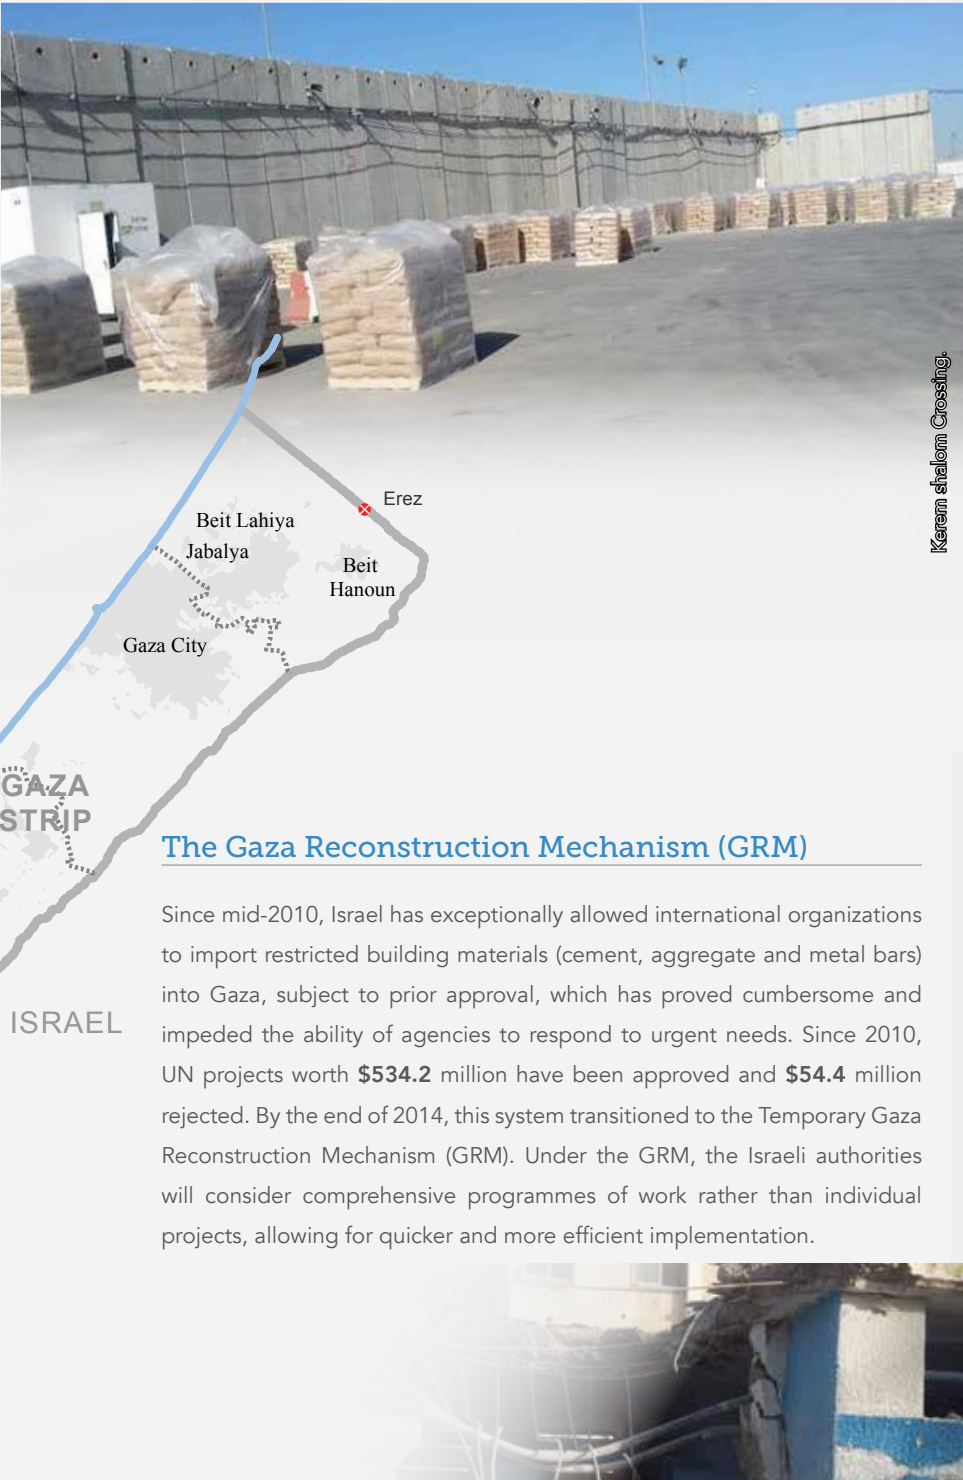 Kerem shalom Crossing.
Erez
Beit Lahiya
Jabalya
Beit
Hanoun
Gaza City
GAZA
STRIP
ISRAEL
The Gaza Reconstruction Mechanism (GRM)
Since mid-2010, Israel has exceptionally allowed international organizations
to import restricted building materials (cement, aggregate and metal bars)
into Gaza, subject to prior approval, which has proved cumbersome and
impeded the ability of agencies to respond to urgent needs. Since 2010,
UN projects worth $534.2 million have been approved and $54.4 million
rejected. By the end of 2014, this system transitioned to the Temporary Gaza
Reconstruction Mechanism (GRM). Under the GRM, the Israeli authorities
will consider comprehensive programmes of work rather than individual
projects, allowing for quicker and more efficient implementation.